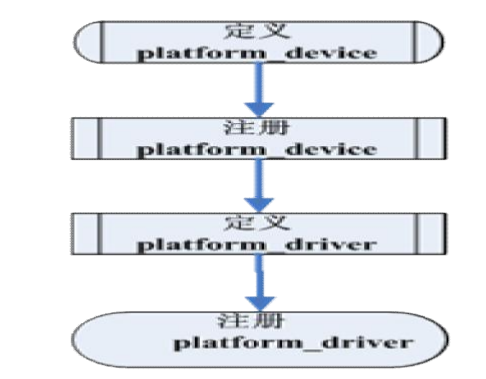 定义
platform_device
注册
platform_device
定义
platform_driver
注册
platform_driver